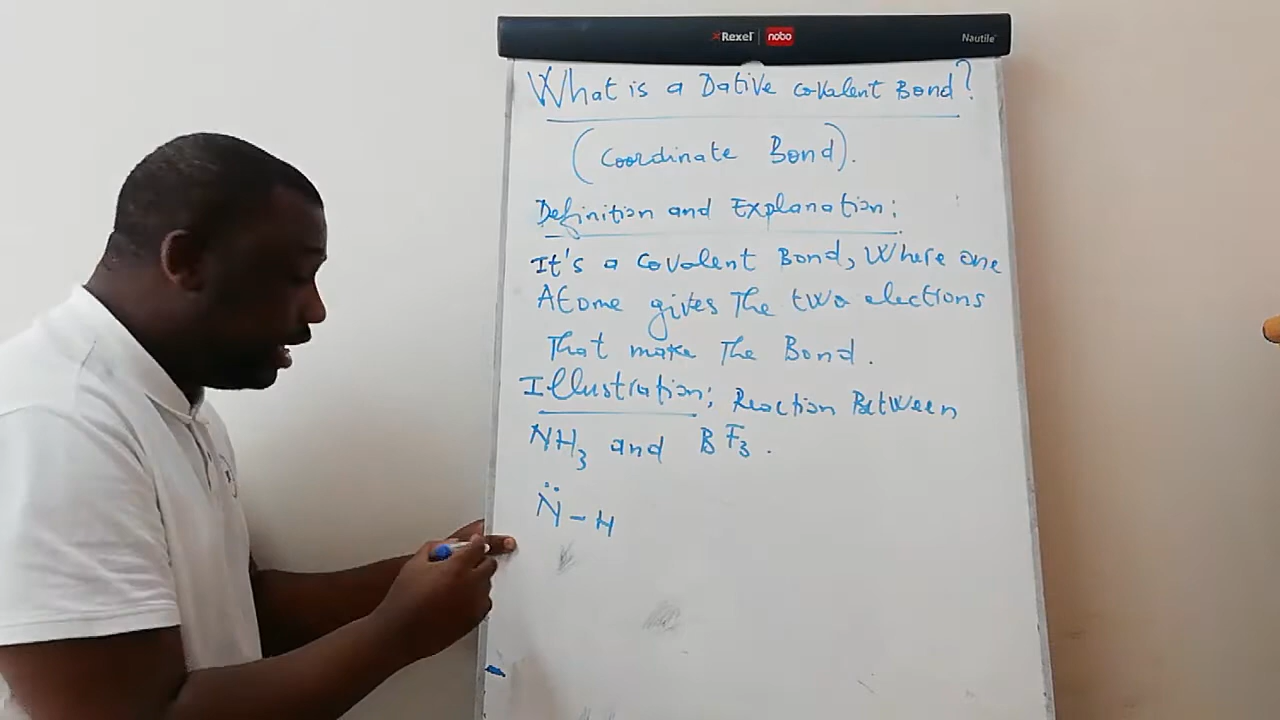 Rexel nobo Nautile
What is a Dative covalent Bond?
(Coordinate Bond).
Definition and Explanation:
It's a covalent Bond, Where one
Atome gives The two elections
That make The Bond.
Illustration; Reaction Between
NH₃ and BF₃.
N̈ - H